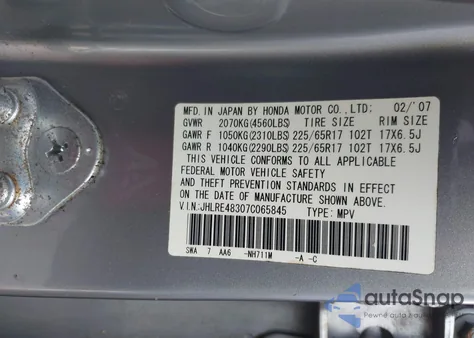 MFD. IN JAPAN BY HONDA MOTOR CO., LTD: 02/'07
GVWR 2070KG(4560LBS) TIRE SIZE RIM SIZE
GAWR F 1050KG(2310LBS) 225/65R17 102T 17X6.5J
GAWR R 1040KG(2290LBS) 225/65R17 102T 17X6.5J
THIS VEHICLE CONFORMS TO ALL APPLICABLE
FEDERAL MOTOR VEHICLE SAFETY
AND THEFT PREVENTION STANDARDS IN EFFECT
ON THE DATE OF MANUFACTURE SHOWN ABOVE.
V.I.N:JHLRE48307C065845 TYPE: MPV
SWA 7 AA6 -NH711M -A -C
autoSnap
Почне авто з аукціонів